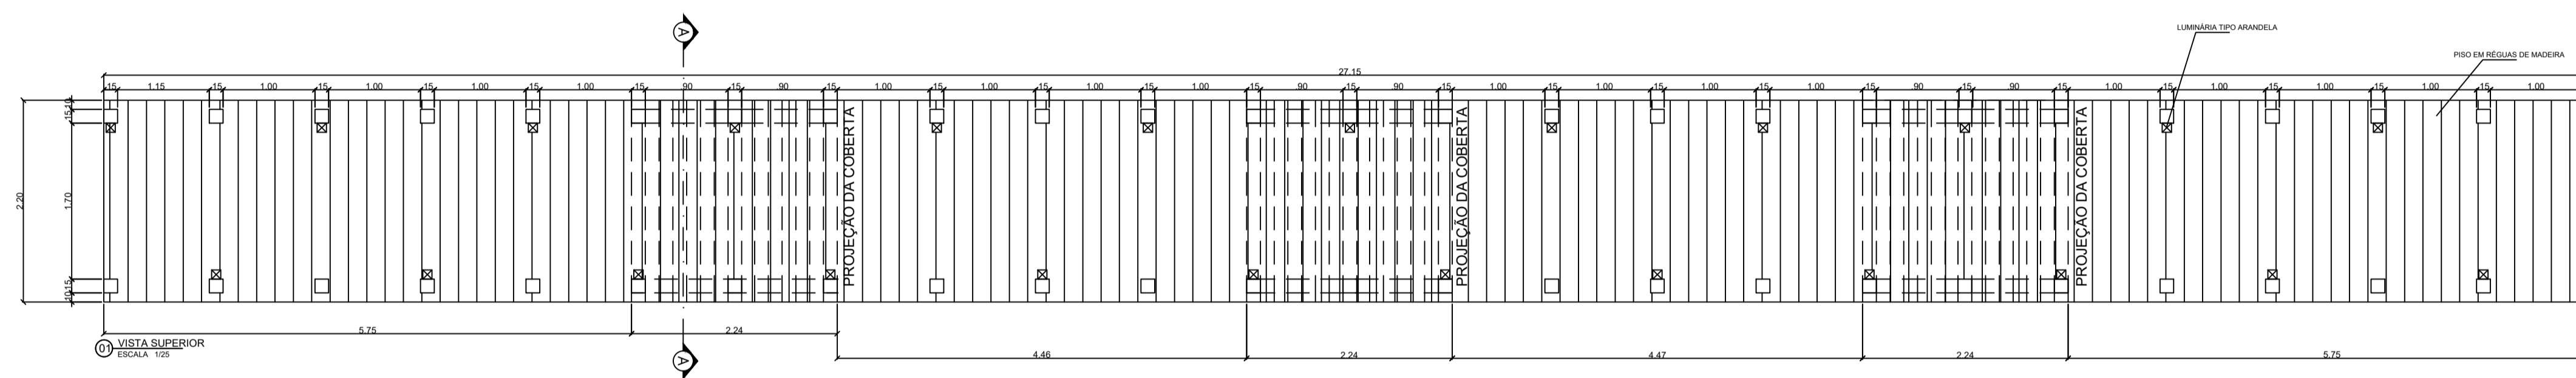 A
LUMINÁRIA TIPO ARANDELA
PISO EM RÉGUAS DE MADEIRA
27.15
.15 1.15 .15 1.00 .15 1.00 .15 1.00 .15 1.00 .15 .90 .15 .90 .15 1.00 .15 1.00 .15 1.00 .15 1.00 .15 .90 .15 .90 .15 1.00 .15 1.00 .15 1.00 .15 1.00 .15 .90 .15 .90 .15 1.00 .15 1.00 .15 1.00 .15 1.00 .15 1.00
.15 .10
2.20
1.70
.10 .15
PROJEÇÃO DA COBERTA
PROJEÇÃO DA COBERTA
PROJEÇÃO DA COBERTA
5.75 2.24
4.46 2.24 4.47 2.24 5.75
01 VISTA SUPERIOR
ESCALA 1/25
A